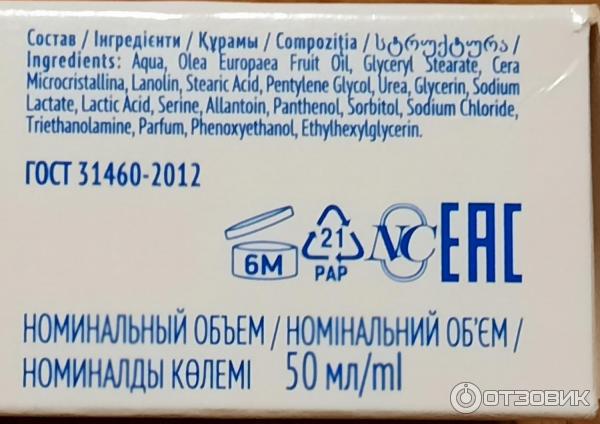 Состав / Інгредієнти / Құрамы / Compoziția / სტრუქტურა /
Ingredients: Aqua, Olea Europaea Fruit Oil, Glyceryl Stearate, Cera
Microcristallina, Lanolin, Stearic Acid, Pentylene Glycol, Urea, Glycerin, Sodium
Lactate, Lactic Acid, Serine, Allantoin, Panthenol, Sorbitol, Sodium Chloride,
Triethanolamine, Parfum, Phenoxyethanol, Ethylhexylglycerin.
ГОСТ 31460-2012
6M
21
PAP
NC
EAC
НОМИНАЛЬНЫЙ ОБЪЕМ / НОМІНАЛЬНИЙ ОБ'ЄМ /
НОМИНАЛДЫ КӨЛЕМІ 50 мл/ml
ОТЗОВИК